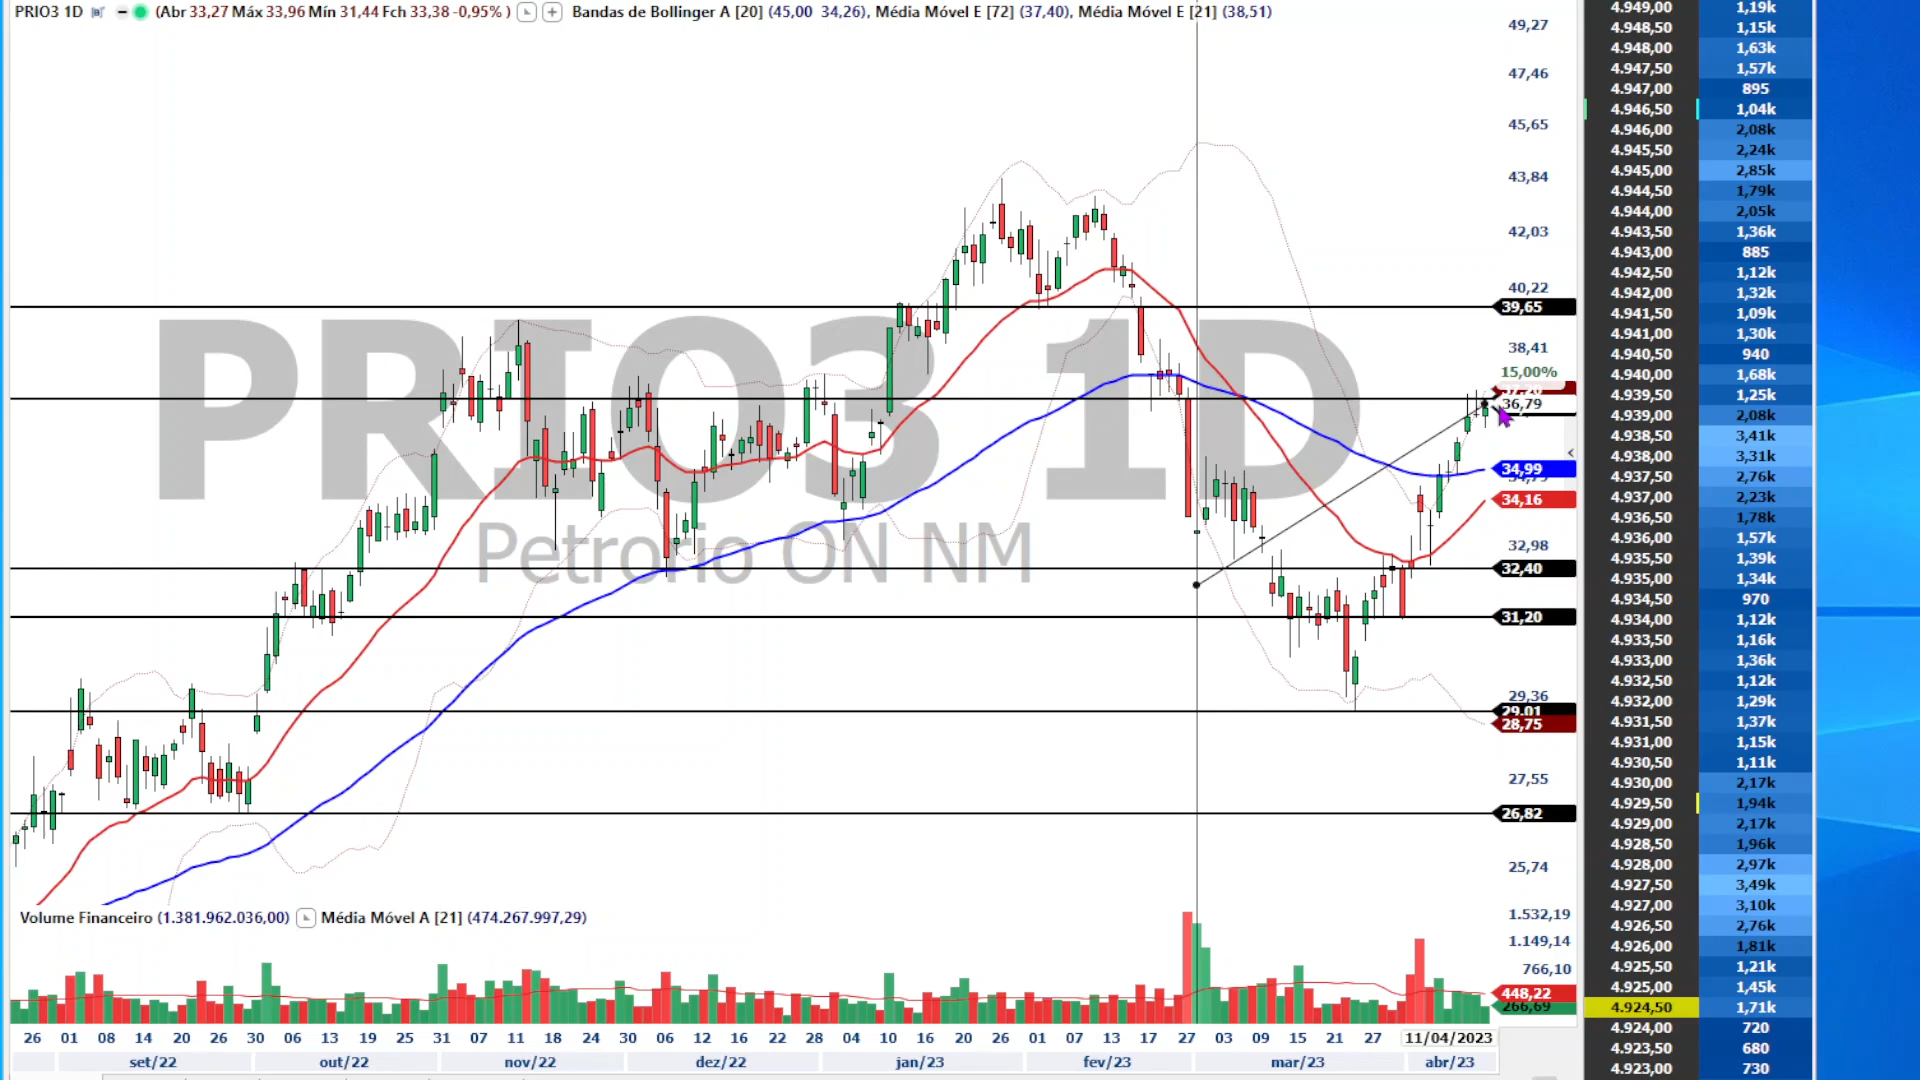 PRIO3 1D (Abr 33,27 Máx 33,96 Mín 31,44 Fch 33,38 -0,95% ) Bandas de Bollinger A [20] (45,00 34,26), Média Móvel E [72] (37,40), Média Móvel E [21] (38,51)
PRIO3 1D
Petrorio ON NM
49,27
47,46
45,65
43,84
42,03
40,22
39,65
38,41
15,00%
36,79
34,99
34,16
32,98
32,40
31,20
29,36
29,01
28,75
27,55
26,82
25,74
Volume Financeiro (1.381.962.036,00) Média Móvel A [21] (474.267.997,29)
1.532,19
1.149,14
766,10
448,22
266,69
26 01 08 14 20 26 30 06 13 19 25 31 07 11 18 24 30 06 12 16 22 28 04 10 16 20 26 01 07 13 17 27 03 09 15 21 27 11/04/2023
set/22 out/22 nov/22 dez/22 jan/23 fev/23 mar/23 abr/23
4.949,00 1,19k
4.948,50 1,15k
4.948,00 1,63k
4.947,50 1,57k
4.947,00 895
4.946,50 1,04k
4.946,00 2,08k
4.945,50 2,24k
4.945,00 2,85k
4.944,50 1,79k
4.944,00 2,05k
4.943,50 1,36k
4.943,00 885
4.942,50 1,12k
4.942,00 1,32k
4.941,50 1,09k
4.941,00 1,30k
4.940,50 940
4.940,00 1,68k
4.939,50 1,25k
4.939,00 2,08k
4.938,50 3,41k
4.938,00 3,31k
4.937,50 2,76k
4.937,00 2,23k
4.936,50 1,78k
4.936,00 1,57k
4.935,50 1,39k
4.935,00 1,34k
4.934,50 970
4.934,00 1,12k
4.933,50 1,16k
4.933,00 1,36k
4.932,50 1,12k
4.932,00 1,29k
4.931,50 1,37k
4.931,00 1,15k
4.930,50 1,11k
4.930,00 2,17k
4.929,50 1,94k
4.929,00 2,17k
4.928,50 1,96k
4.928,00 2,97k
4.927,50 3,49k
4.927,00 3,10k
4.926,50 2,76k
4.926,00 1,81k
4.925,50 1,21k
4.925,00 1,45k
4.924,50 1,71k
4.924,00 720
4.923,50 680
4.923,00 730